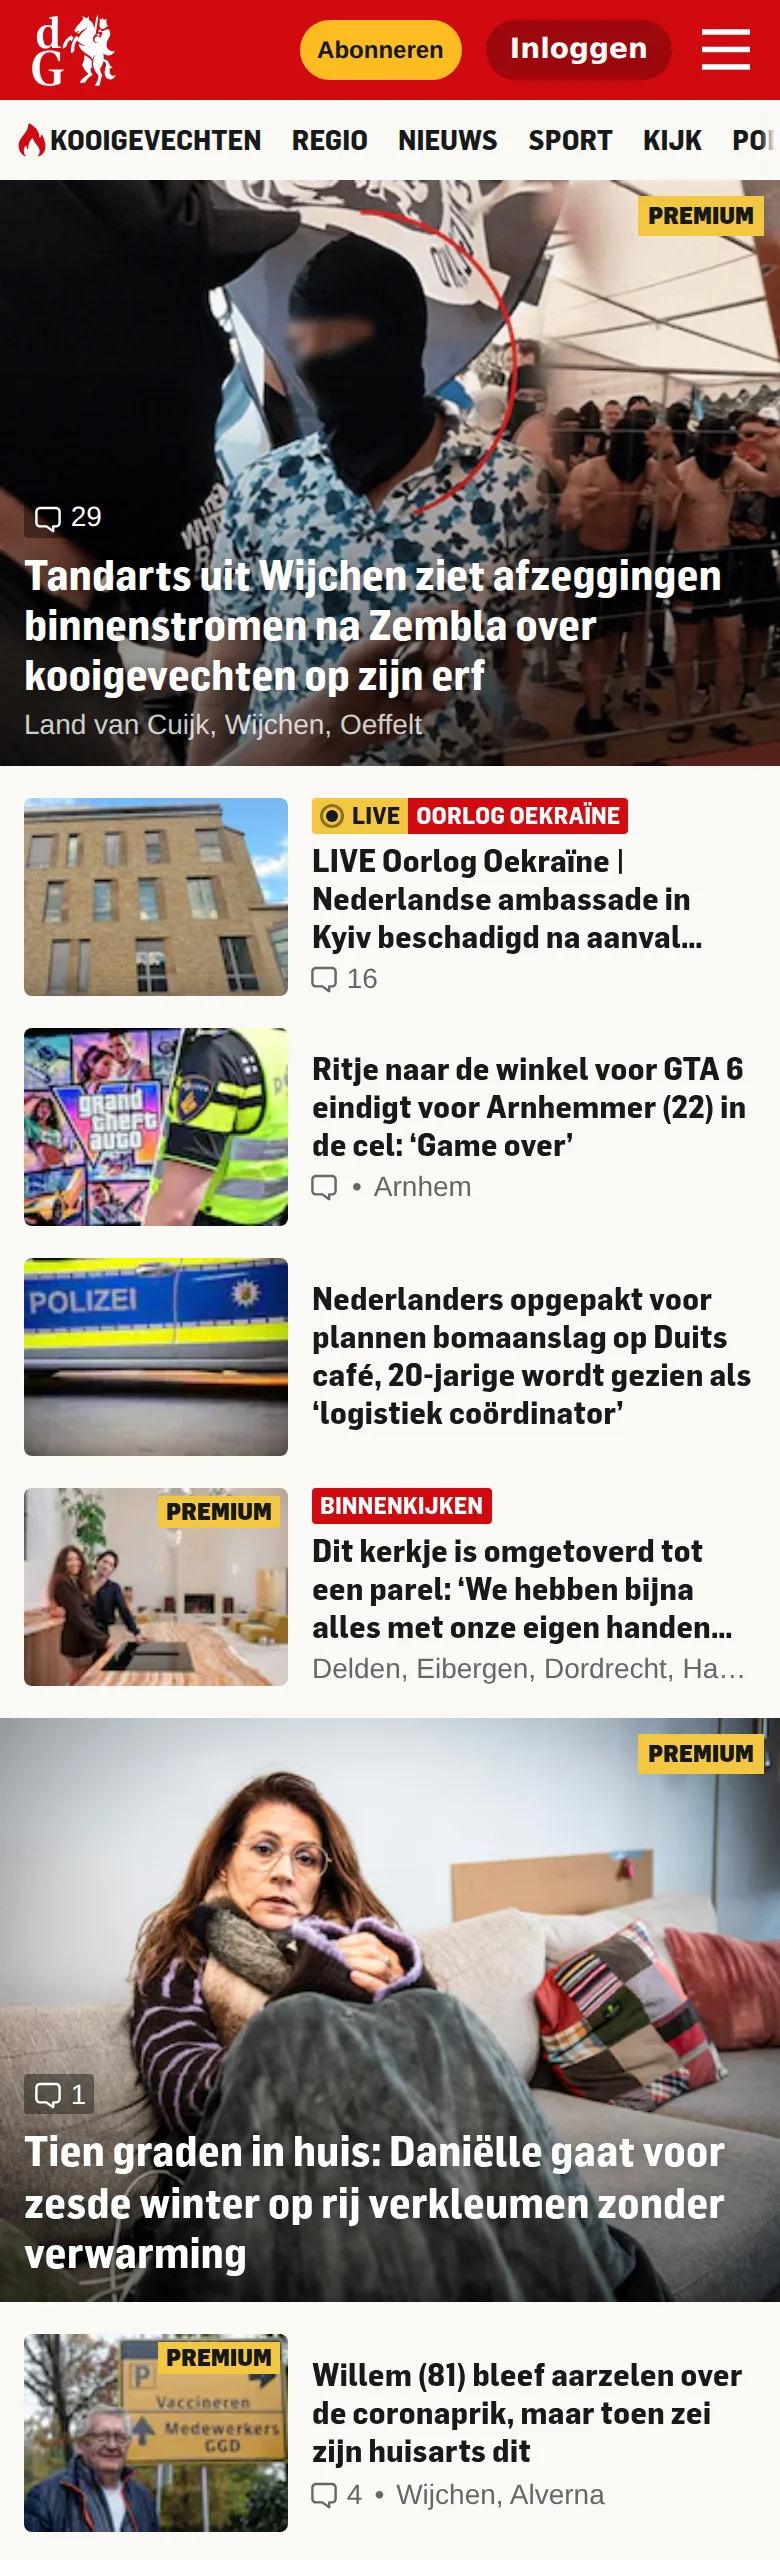 dG
Abonneren
Inloggen
KOOIGEVECHTEN REGIO NIEUWS SPORT KIJK
PREMIUM
29
Tandarts uit Wijchen ziet afzeggingen
binnenstromen na Zembla over
kooigevechten op zijn erf
Land van Cuijk, Wijchen, Oeffelt
LIVE OORLOG OEKRAÏNE
LIVE Oorlog Oekraïne |
Nederlandse ambassade in
Kyiv beschadigd na aanval...
16
grand
theft
auto
Ritje naar de winkel voor GTA 6
eindigt voor Arnhemmer (22) in
de cel: ‘Game over’
• Arnhem
POLIZEI
Nederlanders opgepakt voor
plannen bomaanslag op Duits
café, 20-jarige wordt gezien als
‘logistiek coördinator’
PREMIUM
BINNENKIJKEN
Dit kerkje is omgetoverd tot
een parel: ‘We hebben bijna
alles met onze eigen handen...
Delden, Eibergen, Dordrecht, Ha...
PREMIUM
1
Tien graden in huis: Daniëlle gaat voor
zesde winter op rij verkleumen zonder
verwarming
PREMIUM
P
Vaccineren
Medewerkers
GGD
Willem (81) bleef aarzelen over
de coronaprik, maar toen zei
zijn huisarts dit
4 • Wijchen, Alverna